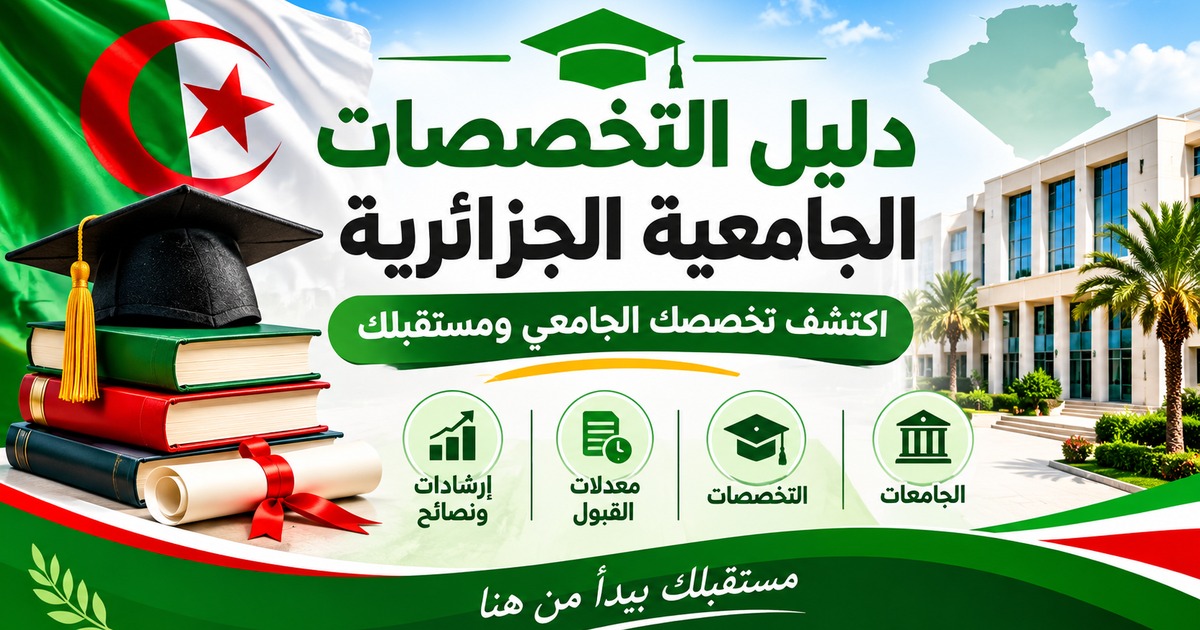 دليل التخصصات
الجامعية الجزائرية
اكتشف تخصصك الجامعي ومستقبلك
الجامعات
التخصصات
معدلات
القبول
إرشادات
ونصائح
مستقبلك يبدأ من هنا